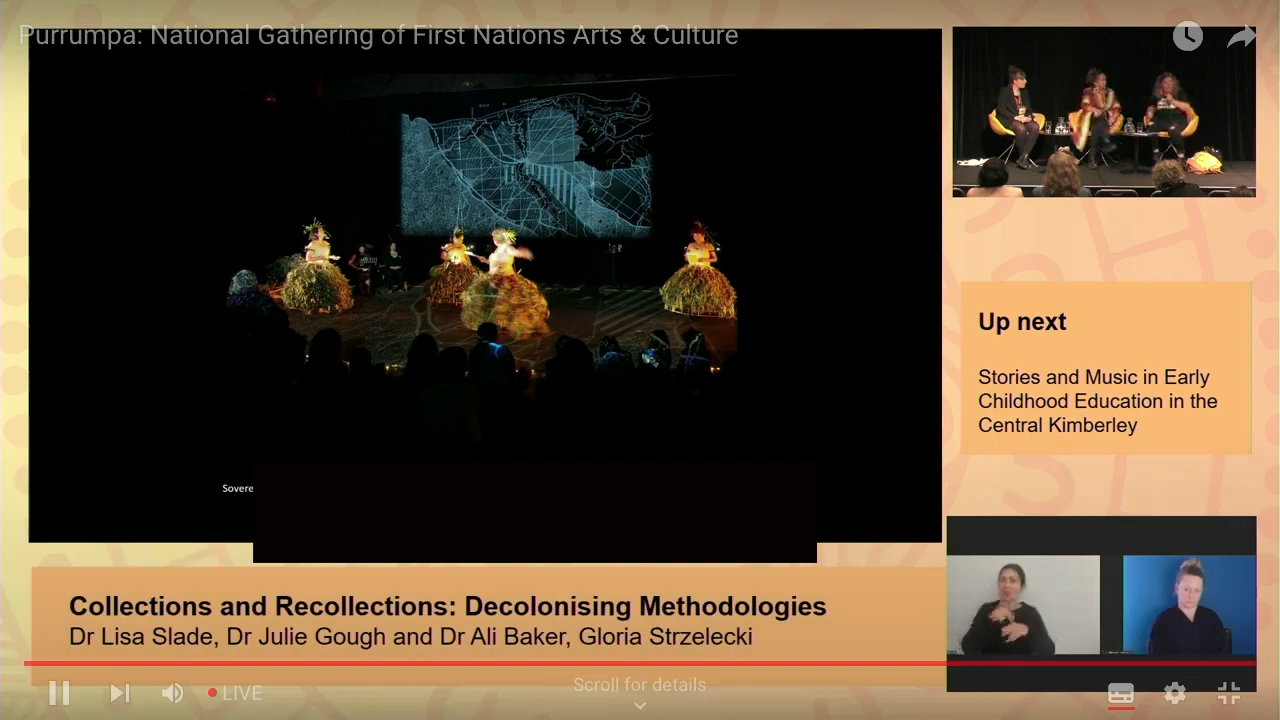 Purrumpa: National Gathering of First Nations Arts & Culture
Sovere
Up next
Stories and Music in Early
Childhood Education in the
Central Kimberley
Collections and Recollections: Decolonising Methodologies
Dr Lisa Slade, Dr Julie Gough and Dr Ali Baker, Gloria Strzelecki
LIVE
Scroll for details